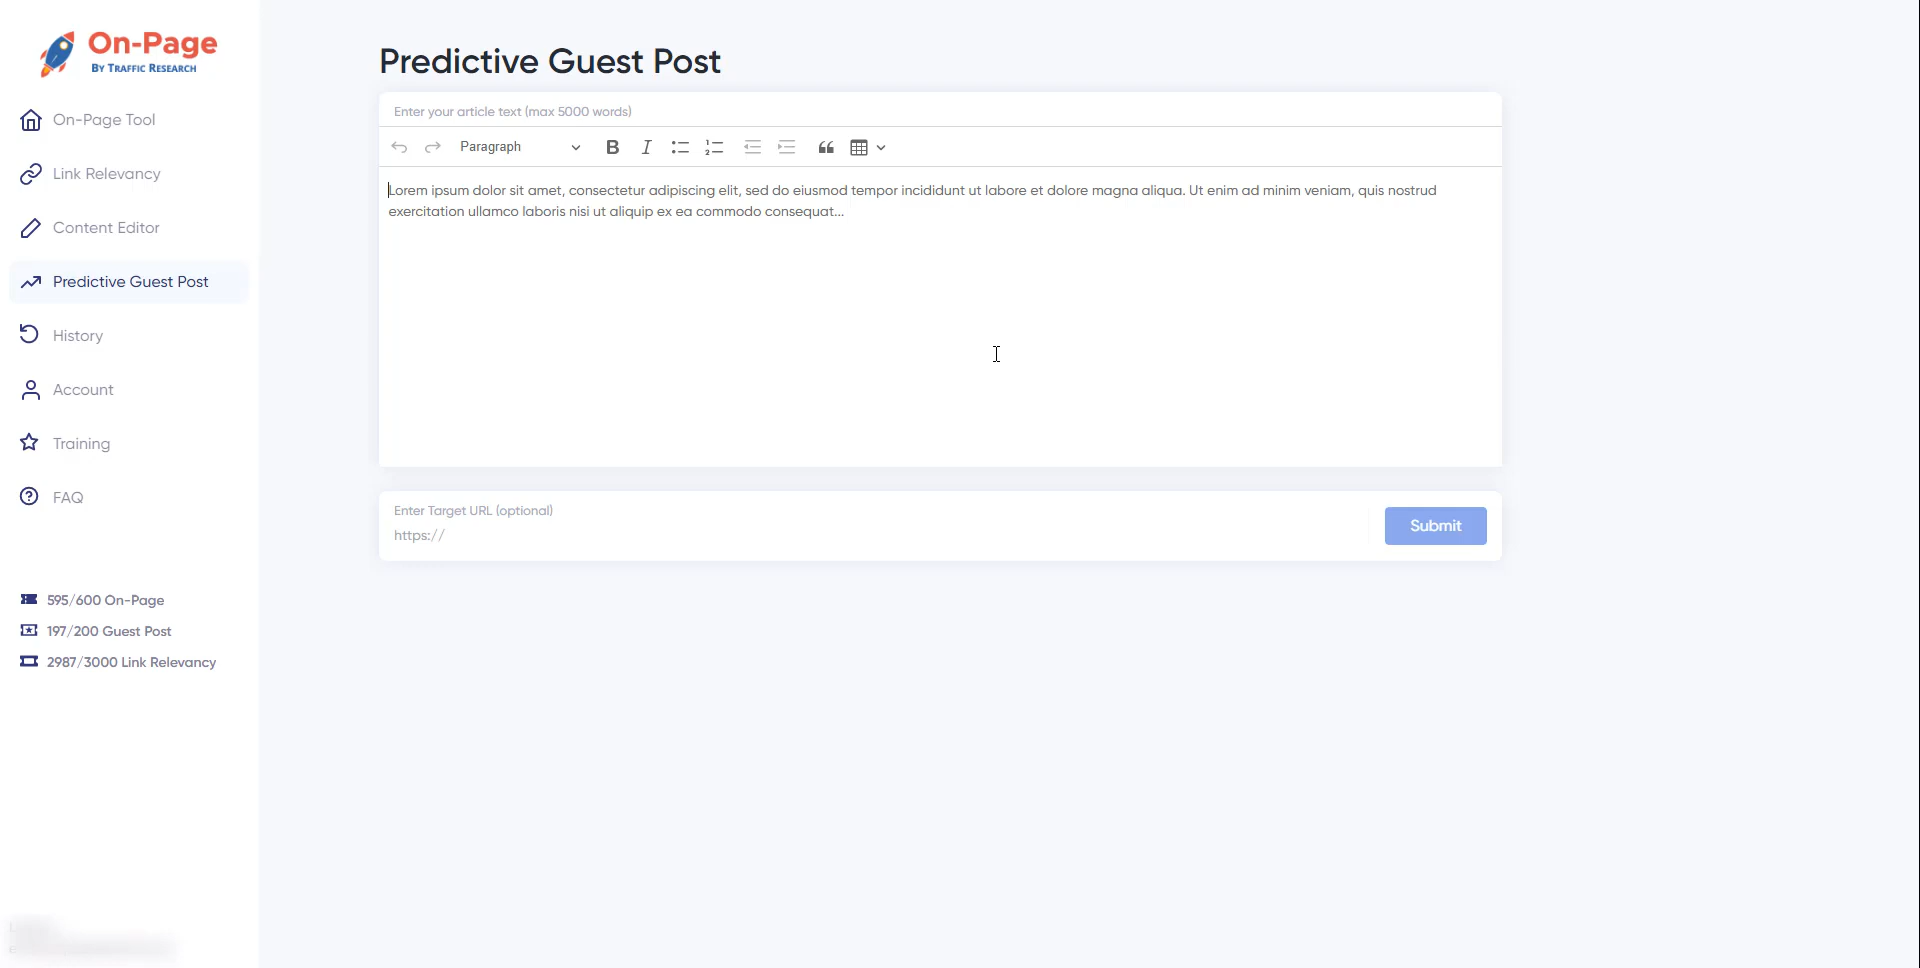 On-Page
BY TRAFFIC RESEARCH
On-Page Tool
Link Relevancy
Content Editor
Predictive Guest Post
History
Account
Training
FAQ
595/600 On-Page
197/200 Guest Post
2987/3000 Link Relevancy
Predictive Guest Post
Enter your article text (max 5000 words)
Paragraph
Lorem ipsum dolor sit amet, consectetur adipiscing elit, sed do eiusmod tempor incididunt ut labore et dolore magna aliqua. Ut enim ad minim veniam, quis nostrud
exercitation ullamco laboris nisi ut aliquip ex ea commodo consequat...
Enter Target URL (optional)
https://
Submit